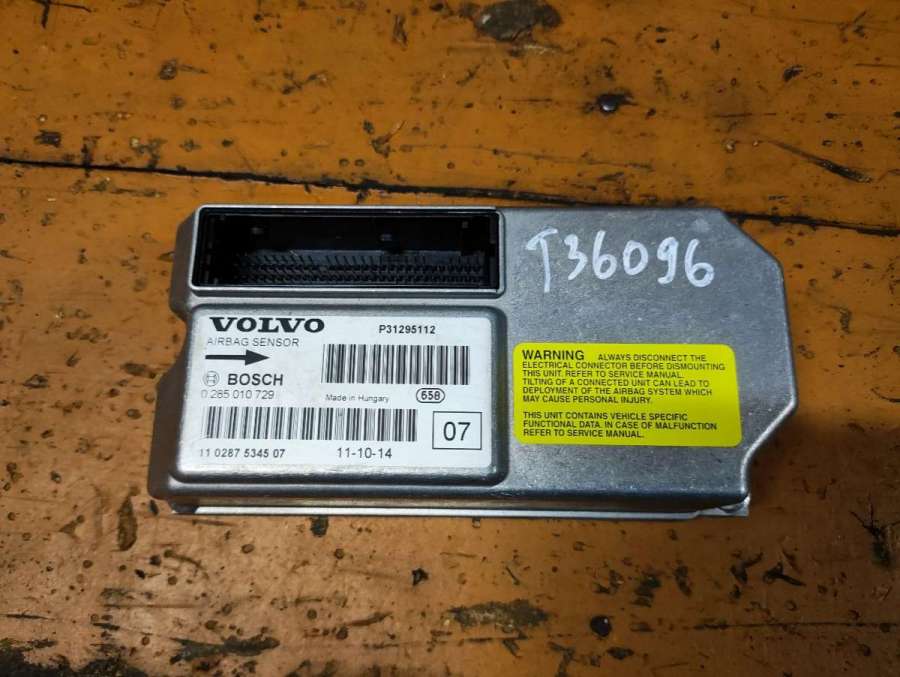 T36096
VOLVO
P31295112
AIRBAG SENSOR
BOSCH
0 285 010 729
Made in Hungary
558
07
11 0287 5345 07
11-10-14
WARNING ALWAYS DISCONNECT THE
ELECTRICAL CONNECTOR BEFORE DISMOUNTING
THIS UNIT. REFER TO SERVICE MANUAL.
TILTING OF A CONNECTED UNIT CAN LEAD TO
DEPLOYMENT OF THE AIRBAG SYSTEM WHICH
MAY CAUSE PERSONAL INJURY.
THIS UNIT CONTAINS VEHICLE SPECIFIC
FUNCTIONAL DATA. IN CASE OF MALFUNCTION
REFER TO SERVICE MANUAL.